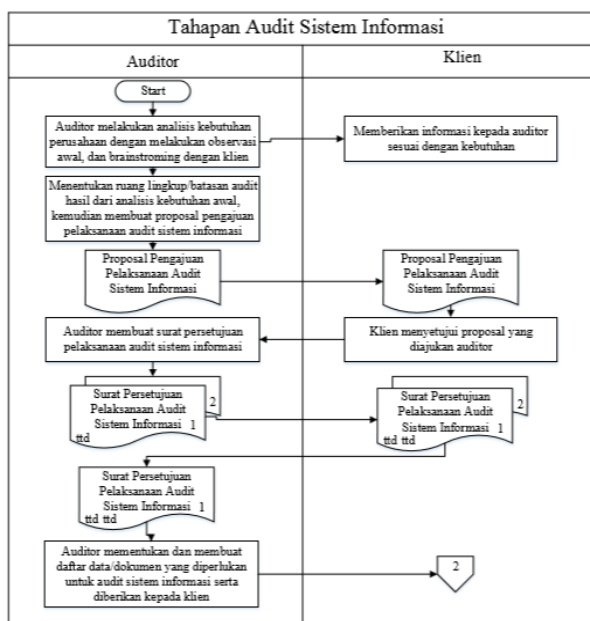 Tahapan Audit Sistem Informasi
Auditor
Klien
Start
Auditor melakukan analisis kebutuhan
perusahaan dengan melakukan observasi
awal, dan brainstroming dengan klien
Memberikan informasi kepada auditor
sesuai dengan kebutuhan
Menentukan ruang lingkup/batasan audit
hasil dari analisis kebutuhan awal,
kemudian membuat proposal pengajuan
pelaksanaan audit sistem informasi
Proposal Pengajuan
Pelaksanaan Audit
Sistem Informasi
Proposal Pengajuan
Pelaksanaan Audit
Sistem Informasi
Auditor membuat surat persetujuan
pelaksanaan audit sistem informasi
Klien menyetujui proposal yang
diajukan auditor
2
Surat Persetujuan
Pelaksanaan Audit
Sistem Informasi 1
ttd
2
Surat Persetujuan
Pelaksanaan Audit
Sistem Informasi 1
ttd ttd
Surat Persetujuan
Pelaksanaan Audit
Sistem Informasi 1
ttd ttd
Auditor mementukan dan membuat
daftar data/dokumen yang diperlukan
untuk audit sistem informasi serta
diberikan kepada klien
2